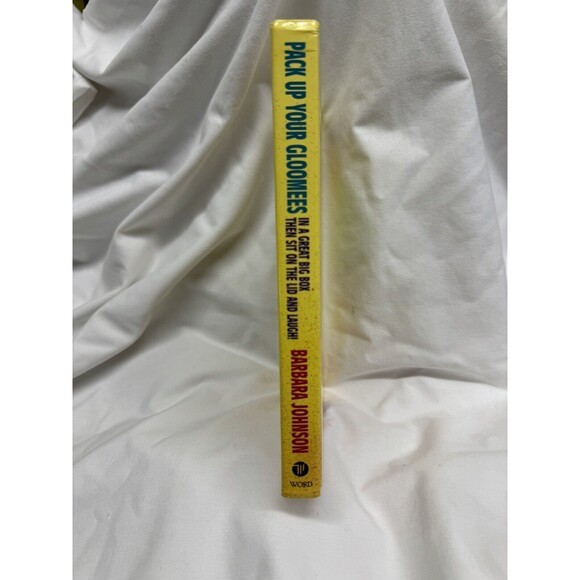 PACK UP YOUR GLOOMEES
IN A GREAT BIG BOX
THEN SIT ON THE LID AND LAUGH!
BARBARA JOHNSON
WORD